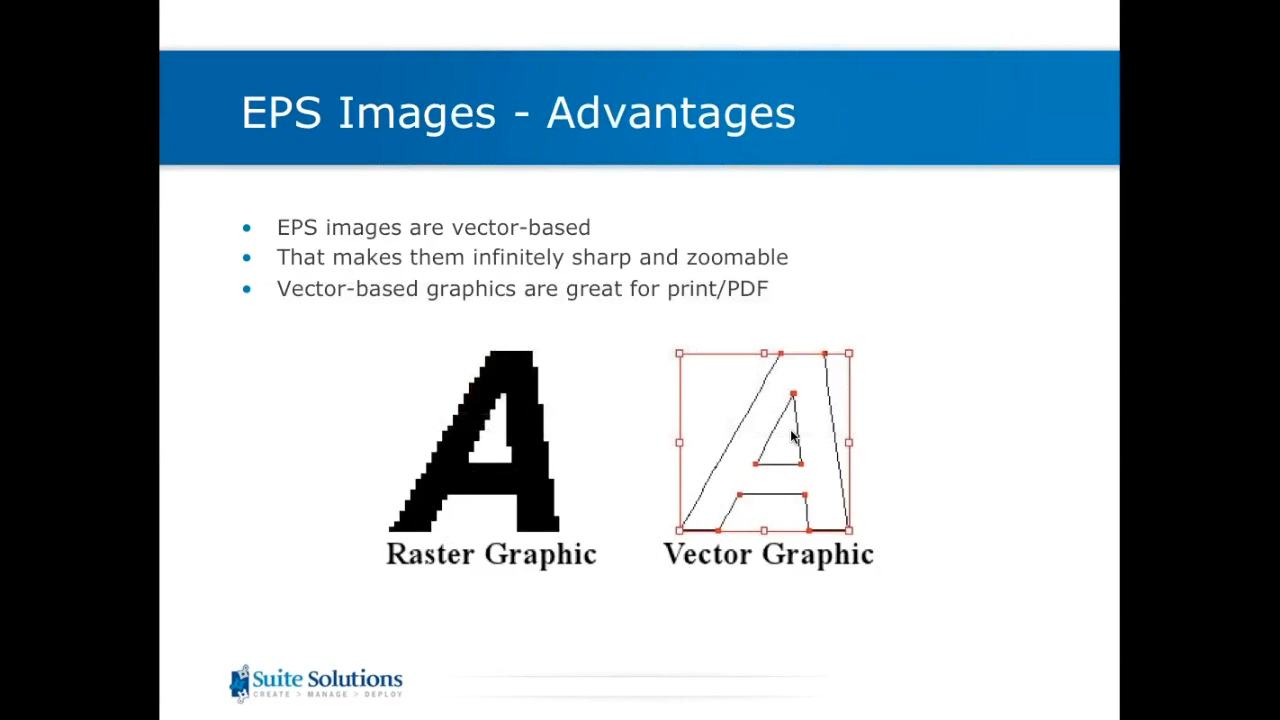 EPS Images - Advantages
• EPS images are vector-based
• That makes them infinitely sharp and zoomable
• Vector-based graphics are great for print/PDF
A A
Raster Graphic Vector Graphic
Suite Solutions
CREATE > MANAGE > DEPLOY